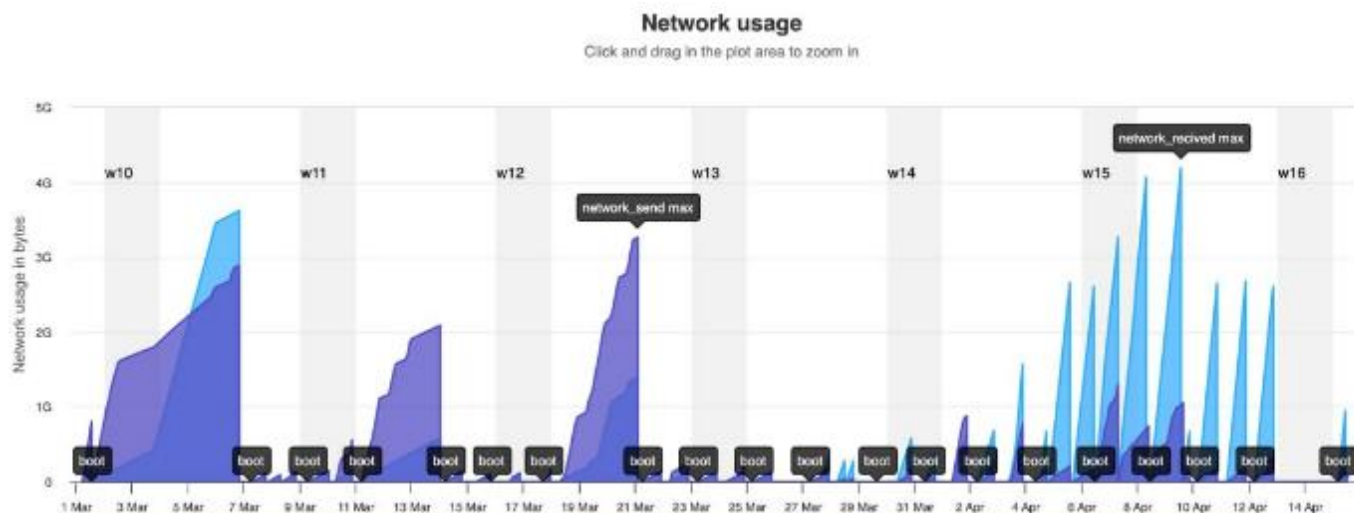 Network usage
Click and drag in the plot area to zoom in
Network usage in bytes
5G
4G
3G
2G
1G
0
w10 w11 w12 w13 w14 w15 w16
network_recived max
network_send max
boot boot boot boot boot boot boot boot boot boot boot boot boot boot boot boot boot boot boot boot
1 Mar 3 Mar 5 Mar 7 Mar 9 Mar 11 Mar 13 Mar 15 Mar 17 Mar 19 Mar 21 Mar 23 Mar 25 Mar 27 Mar 29 Mar 31 Mar 2 Apr 4 Apr 6 Apr 8 Apr 10 Apr 12 Apr 14 Apr